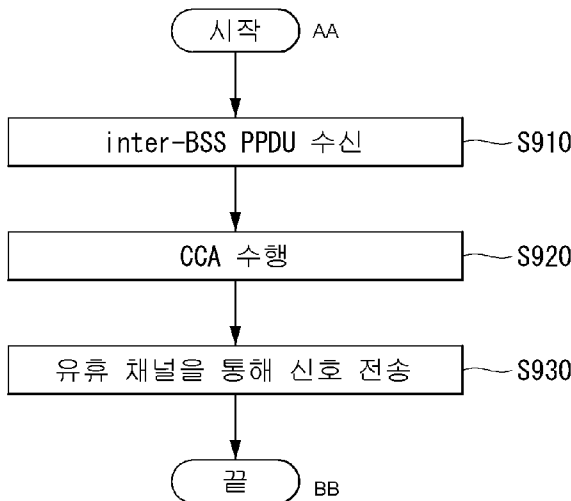 시작 AA
inter-BSS PPDU 수신 S910
CCA 수행 S920
유휴 채널을 통해 신호 전송 S930
끝 BB